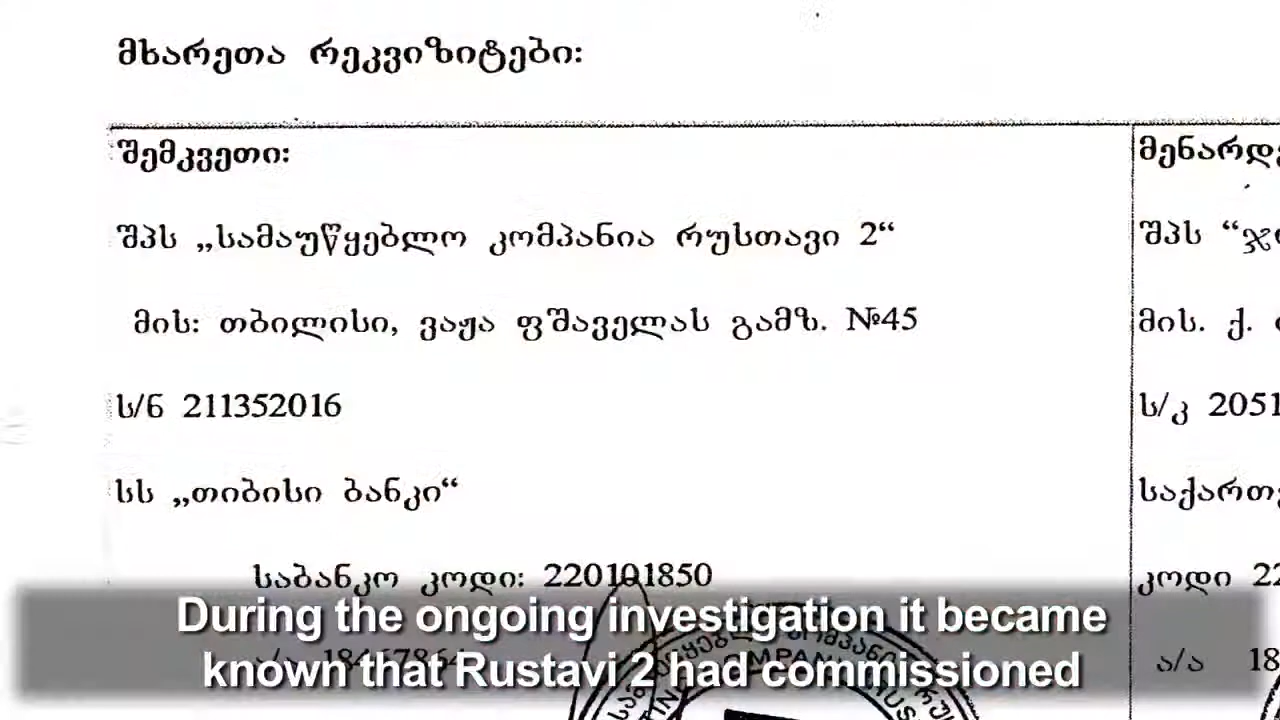 მხარეთა რეკვიზიტები:
შემკვეთი:
შპს „სამაუწყებლო კომპანია რუსთავი 2“
მის: თბილისი, ვაჟა ფშაველას გამზ. №45
ს/ნ 211352016
სს „თიბისი ბანკი“
საბანკო კოდი: 220101850
შპს
მის. ქ.
ს/კ 2051
კოდი 22
ა/ა 18
During the ongoing investigation it became
known that Rustavi 2 had commissioned